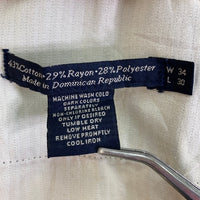 43%Cotton•29%Rayon•28%Polyester
Made in Dominican Republic
W 34
L 30
MACHINE WASH COLD
DARK COLORS
SEPARATELY
NON-CHLORINE BLEACH
ONLY IF DESIRED
TUMBLE DRY
LOW HEAT
REMOVE PROMPTLY
COOL IRON